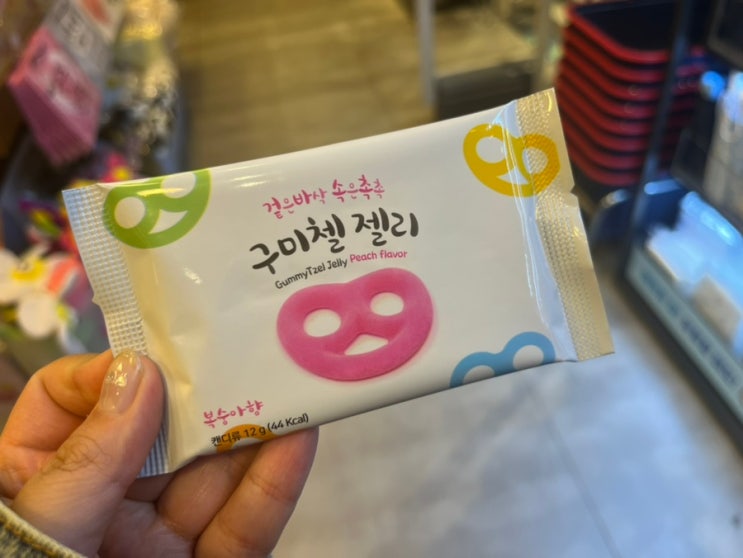 겉은바삭 속은촉촉
구미첼 젤리
GummyTzel Jelly Peach flavor
복숭아향
캔디류 12 g (44 Kcal)